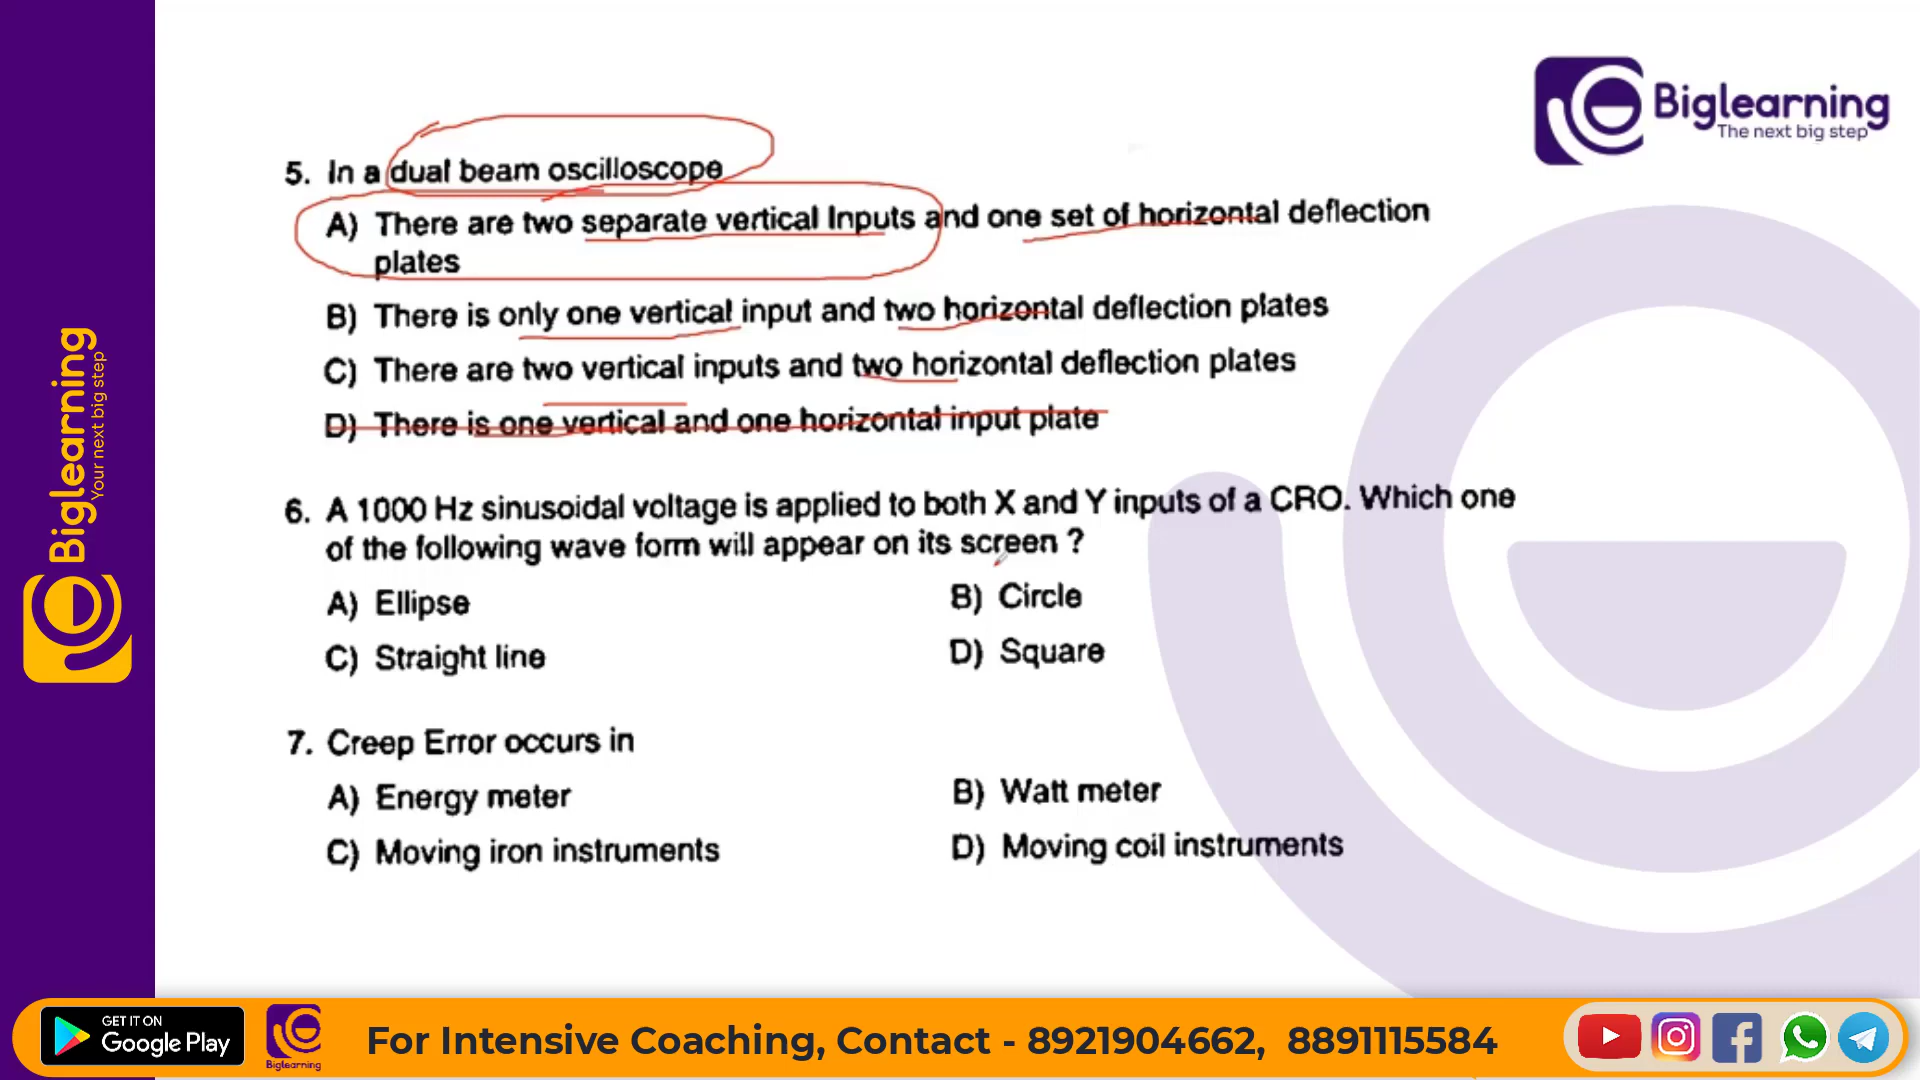 Biglearning
The next big step
5. In a dual beam oscilloscope
A) There are two separate vertical Inputs and one set of horizontal deflection
plates
B) There is only one vertical input and two horizontal deflection plates
C) There are two vertical inputs and two horizontal deflection plates
D) There is one vertical and one horizontal input plate
6. A 1000 Hz sinusoidal voltage is applied to both X and Y inputs of a CRO. Which one
of the following wave form will appear on its screen ?
A) Ellipse B) Circle
C) Straight line D) Square
7. Creep Error occurs in
A) Energy meter B) Watt meter
C) Moving iron instruments D) Moving coil instruments
Biglearning
Your next big step
GET IT ON
Google Play
Biglearning
For Intensive Coaching, Contact - 8921904662, 8891115584